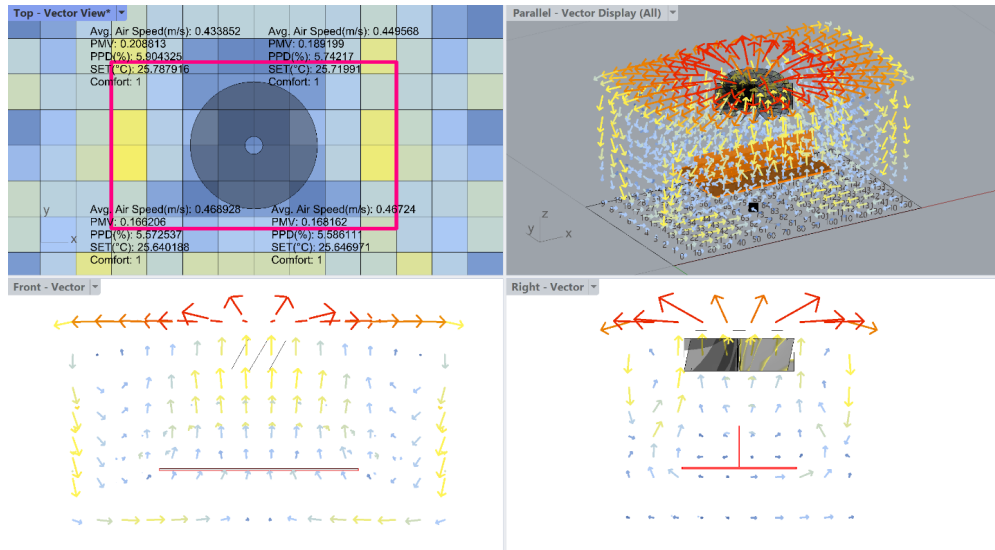 Top - Vector View*
Parallel - Vector Display (All)
Avg. Air Speed(m/s): 0.433852
PMV: 0.208813
PPD(%): 5.904325
SET(°C): 25.787916
Comfort: 1
Avg. Air Speed(m/s): 0.449568
PMV: 0.189199
PPD(%): 5.74217
SET(°C): 25.71991
Comfort: 1
Avg. Air Speed(m/s): 0.468928
PMV: 0.166206
PPD(%): 5.572537
SET(°C): 25.640188
Comfort: 1
Avg. Air Speed(m/s): 0.46724
PMV: 0.168162
PPD(%): 5.586111
SET(°C): 25.646971
Comfort: 1
y
x
z
y
x
Front - Vector
Right - Vector